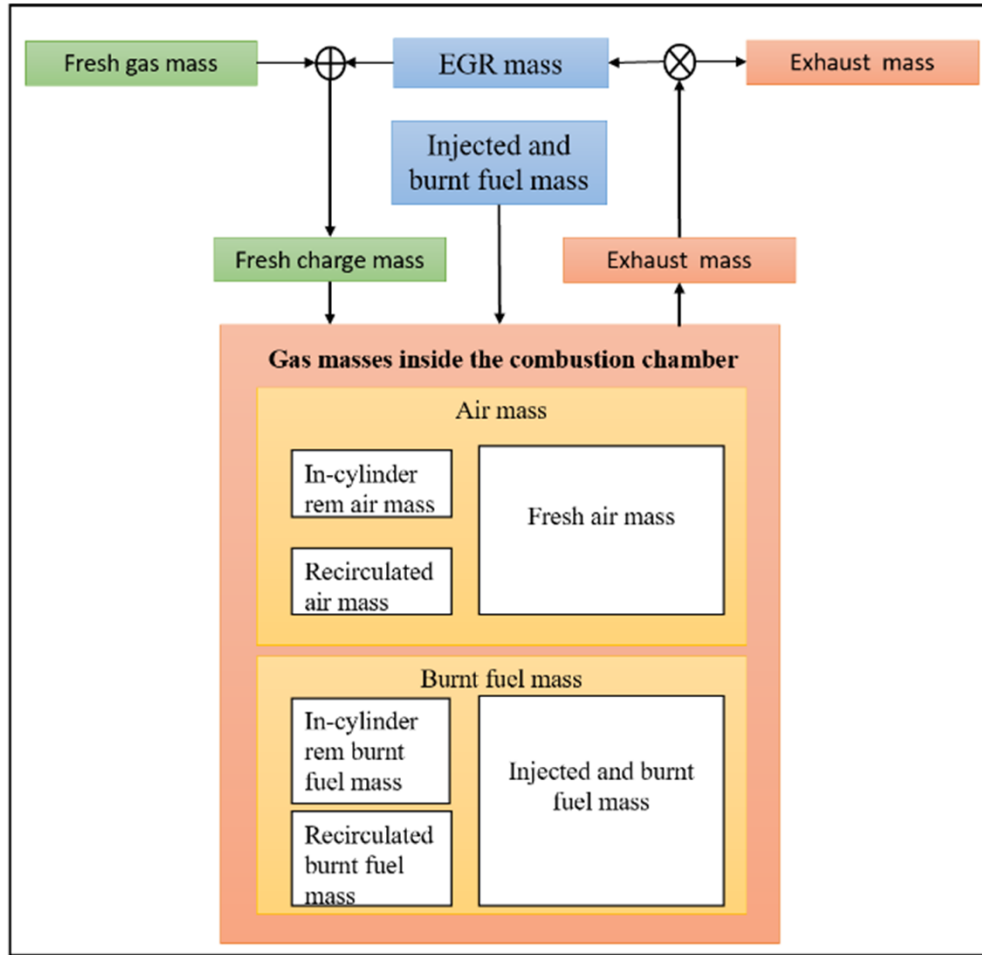 Fresh gas mass
EGR mass
Exhaust mass
Injected and
burnt fuel mass
Fresh charge mass
Exhaust mass
Gas masses inside the combustion chamber
Air mass
In-cylinder
rem air mass
Fresh air mass
Recirculated
air mass
Burnt fuel mass
In-cylinder
rem burnt
fuel mass
Injected and burnt
fuel mass
Recirculated
burnt fuel
mass